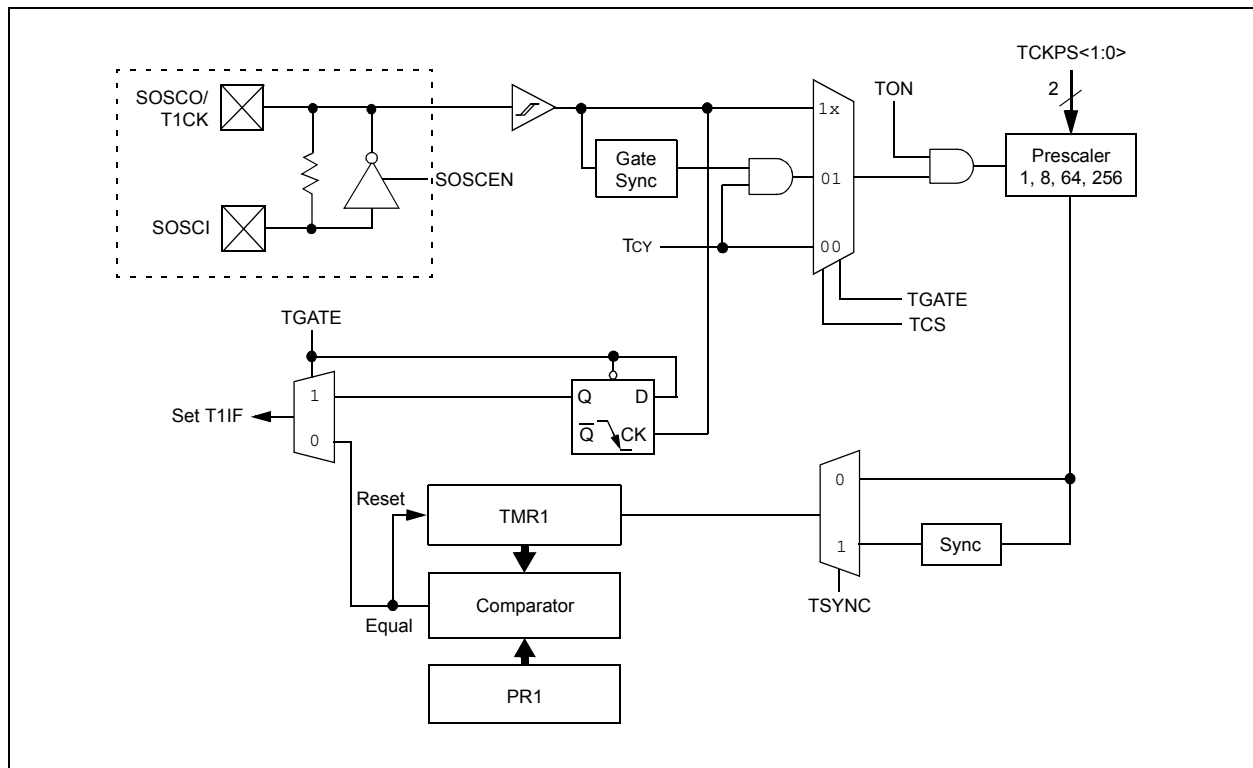 TCKPS<1:0>
2
SOSCO/
T1CK
TON
1x
Prescaler
1, 8, 64, 256
Gate
Sync
01
SOSCEN
SOSCI
TCY
00
TGATE
TCS
TGATE
1
Q
D
Set T1IF
Q
CK
0
Reset
0
TMR1
1
Sync
TSYNC
Comparator
Equal
PR1